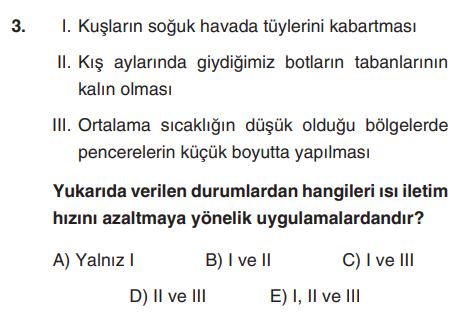 3. I. Kuşların soğuk havada tüylerini kabartması
II. Kış aylarında giydiğimiz botların tabanlarının
kalın olması
III. Ortalama sıcaklığın düşük olduğu bölgelerde
pencerelerin küçük boyutta yapılması
Yukarıda verilen durumlardan hangileri ısı iletim
hızını azaltmaya yönelik uygulamalardandır?
A) Yalnız I B) I ve II C) I ve III
D) II ve III E) I, II ve III